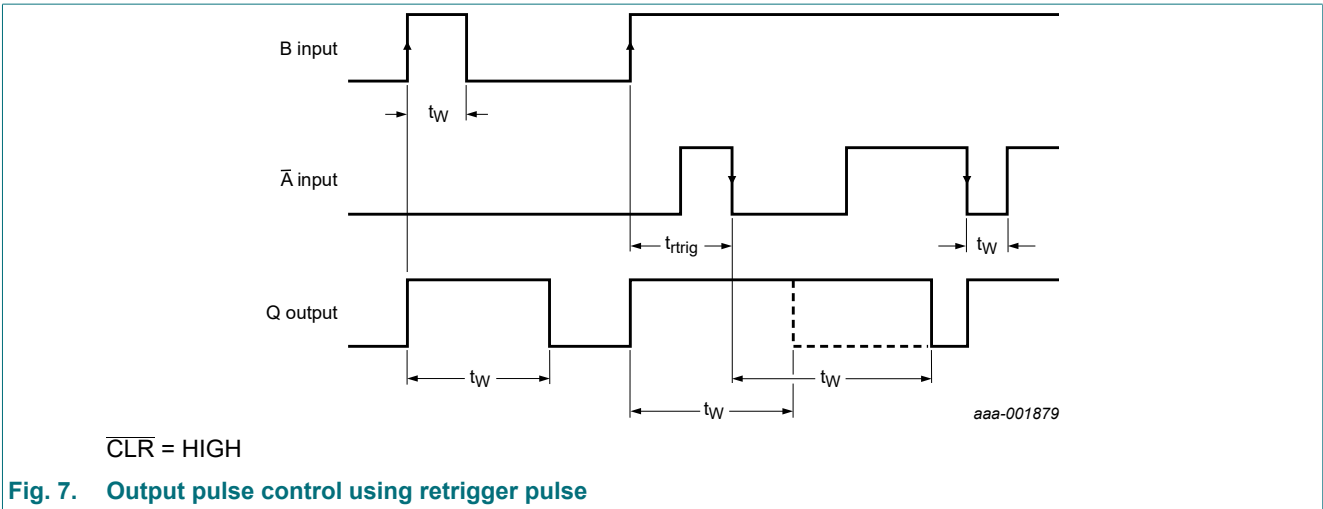 B input
tW
A̅ input
trtrig
tW
Q output
tW
tW
tW
aaa-001879
C̅L̅R̅ = HIGH
Fig. 7. Output pulse control using retrigger pulse